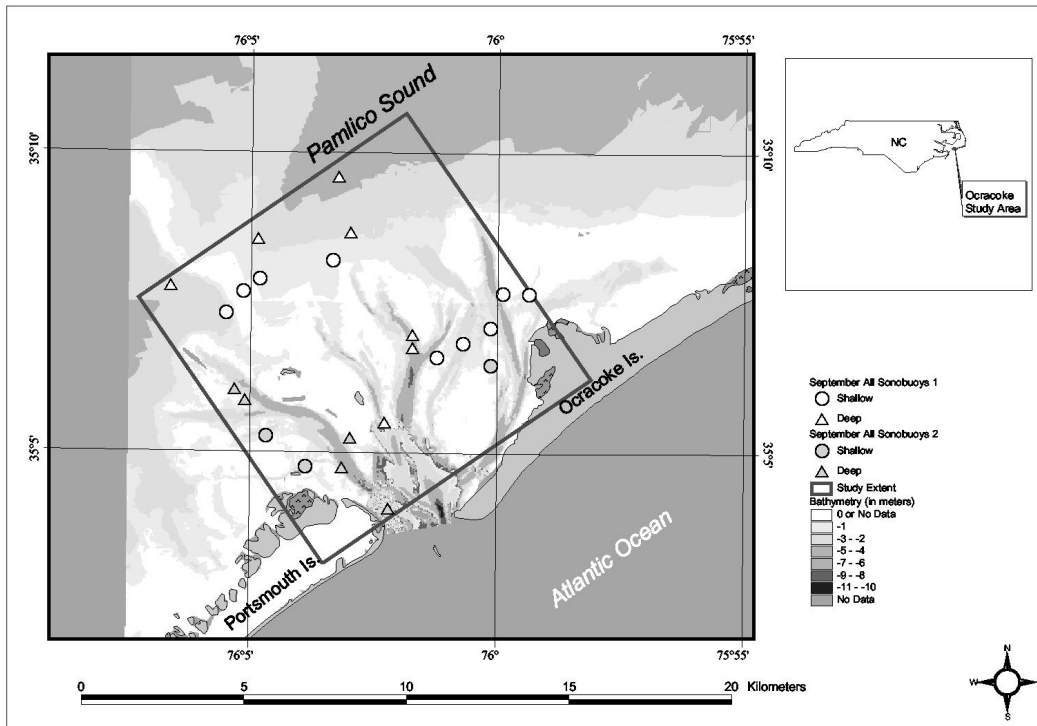 76°5'
76°
75°55'
35°10'
35°10'
35°5'
35°5'
Pamlico Sound
Ocracoke Is.
Portsmouth Is.
Atlantic Ocean
76°5'
76°
75°55'
0 5 10 15 20 Kilometers
NC
Ocracoke
Study Area
September All Sonobuoys 1
Shallow
Deep
September All Sonobuoys 2
Shallow
Deep
Study Extent
Bathymetry (in meters)
0 or No Data
-1
-3 - -2
-5 - -4
-7 - -6
-9 - -8
-11 - -10
No Data
N
W E
S